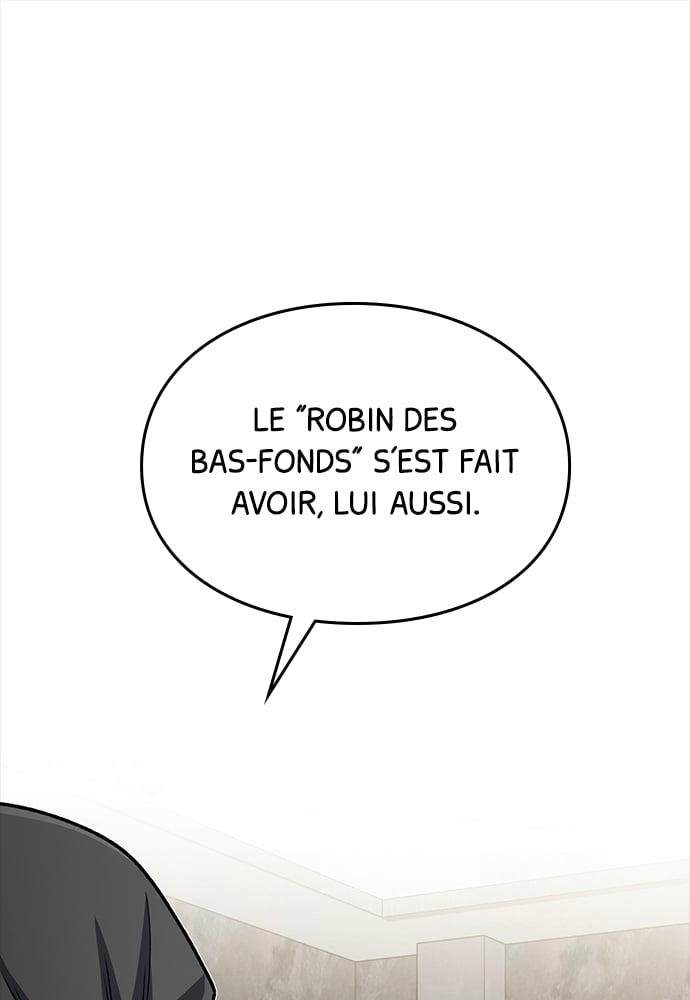 LE "ROBIN DES
BAS-FONDS" S'EST FAIT
AVOIR, LUI AUSSI.